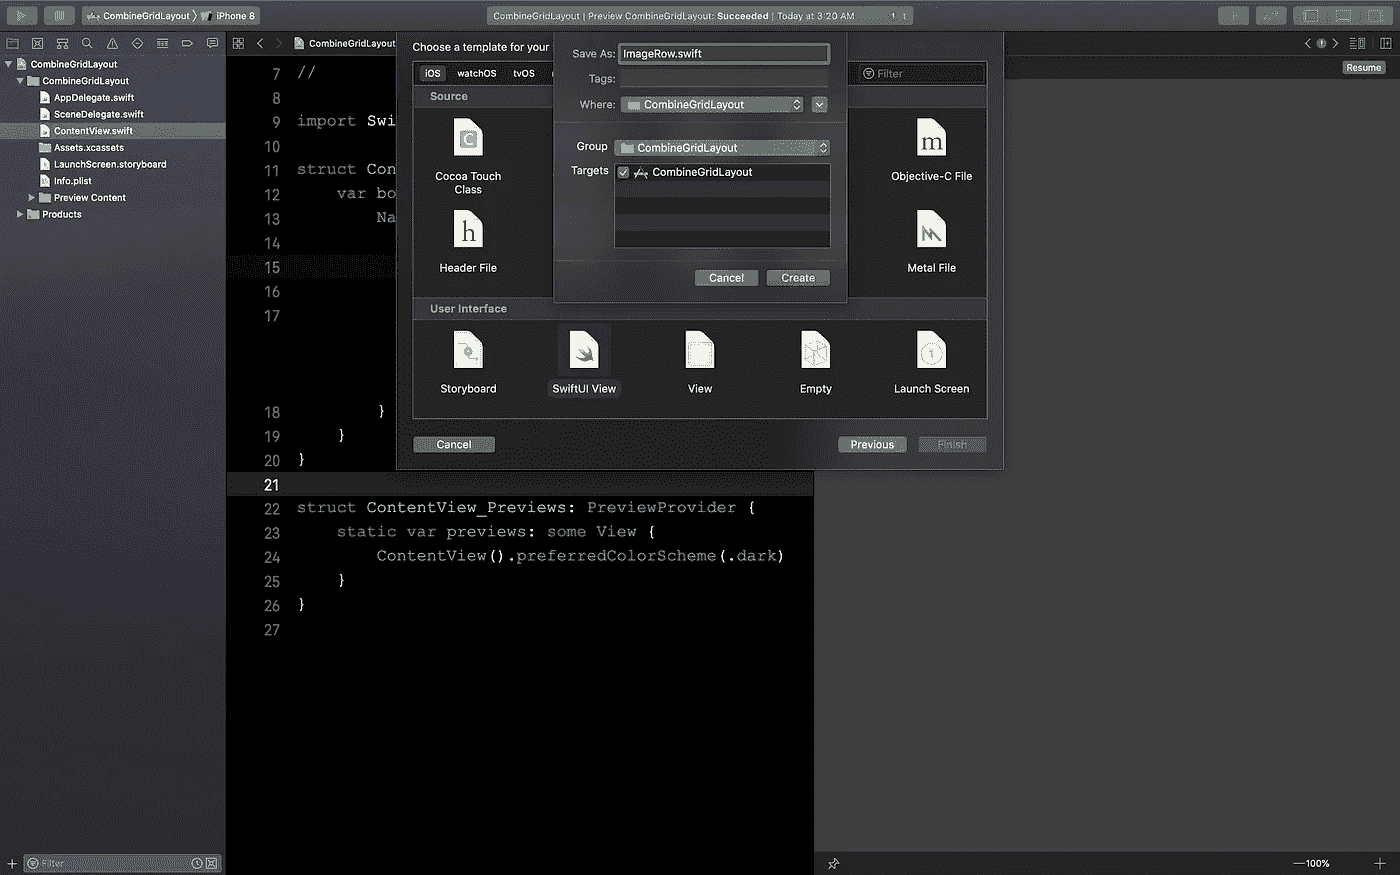 CombineGridLayout iPhone 8
CombineGridLayout | Preview CombineGridLayout: Succeeded | Today at 3:20 AM 1
CombineGridLayout
CombineGridLayout
AppDelegate.swift
SceneDelegate.swift
ContentView.swift
Assets.xcassets
LaunchScreen.storyboard
Info.plist
Preview Content
Products
Filter
CombineGridLayout
7 //
8
9 import Swi
10
11 struct Con
12 var bo
13 Na
14
15
16
17
18 }
19 }
20 }
21
22 struct ContentView_Previews: PreviewProvider {
23 static var previews: some View {
24 ContentView().preferredColorScheme(.dark)
25 }
26 }
27
Choose a template for your
iOS watchOS tvOS
Filter
Source
C
Cocoa Touch
Class
m
Objective-C File
h
Header File
Metal File
User Interface
Storyboard
SwiftUI View
View
Empty
1
Launch Screen
Cancel
Previous
Finish
Save As: ImageRow.swift
Tags:
Where: CombineGridLayout
Group CombineGridLayout
Targets CombineGridLayout
Cancel
Create
Resume
100%